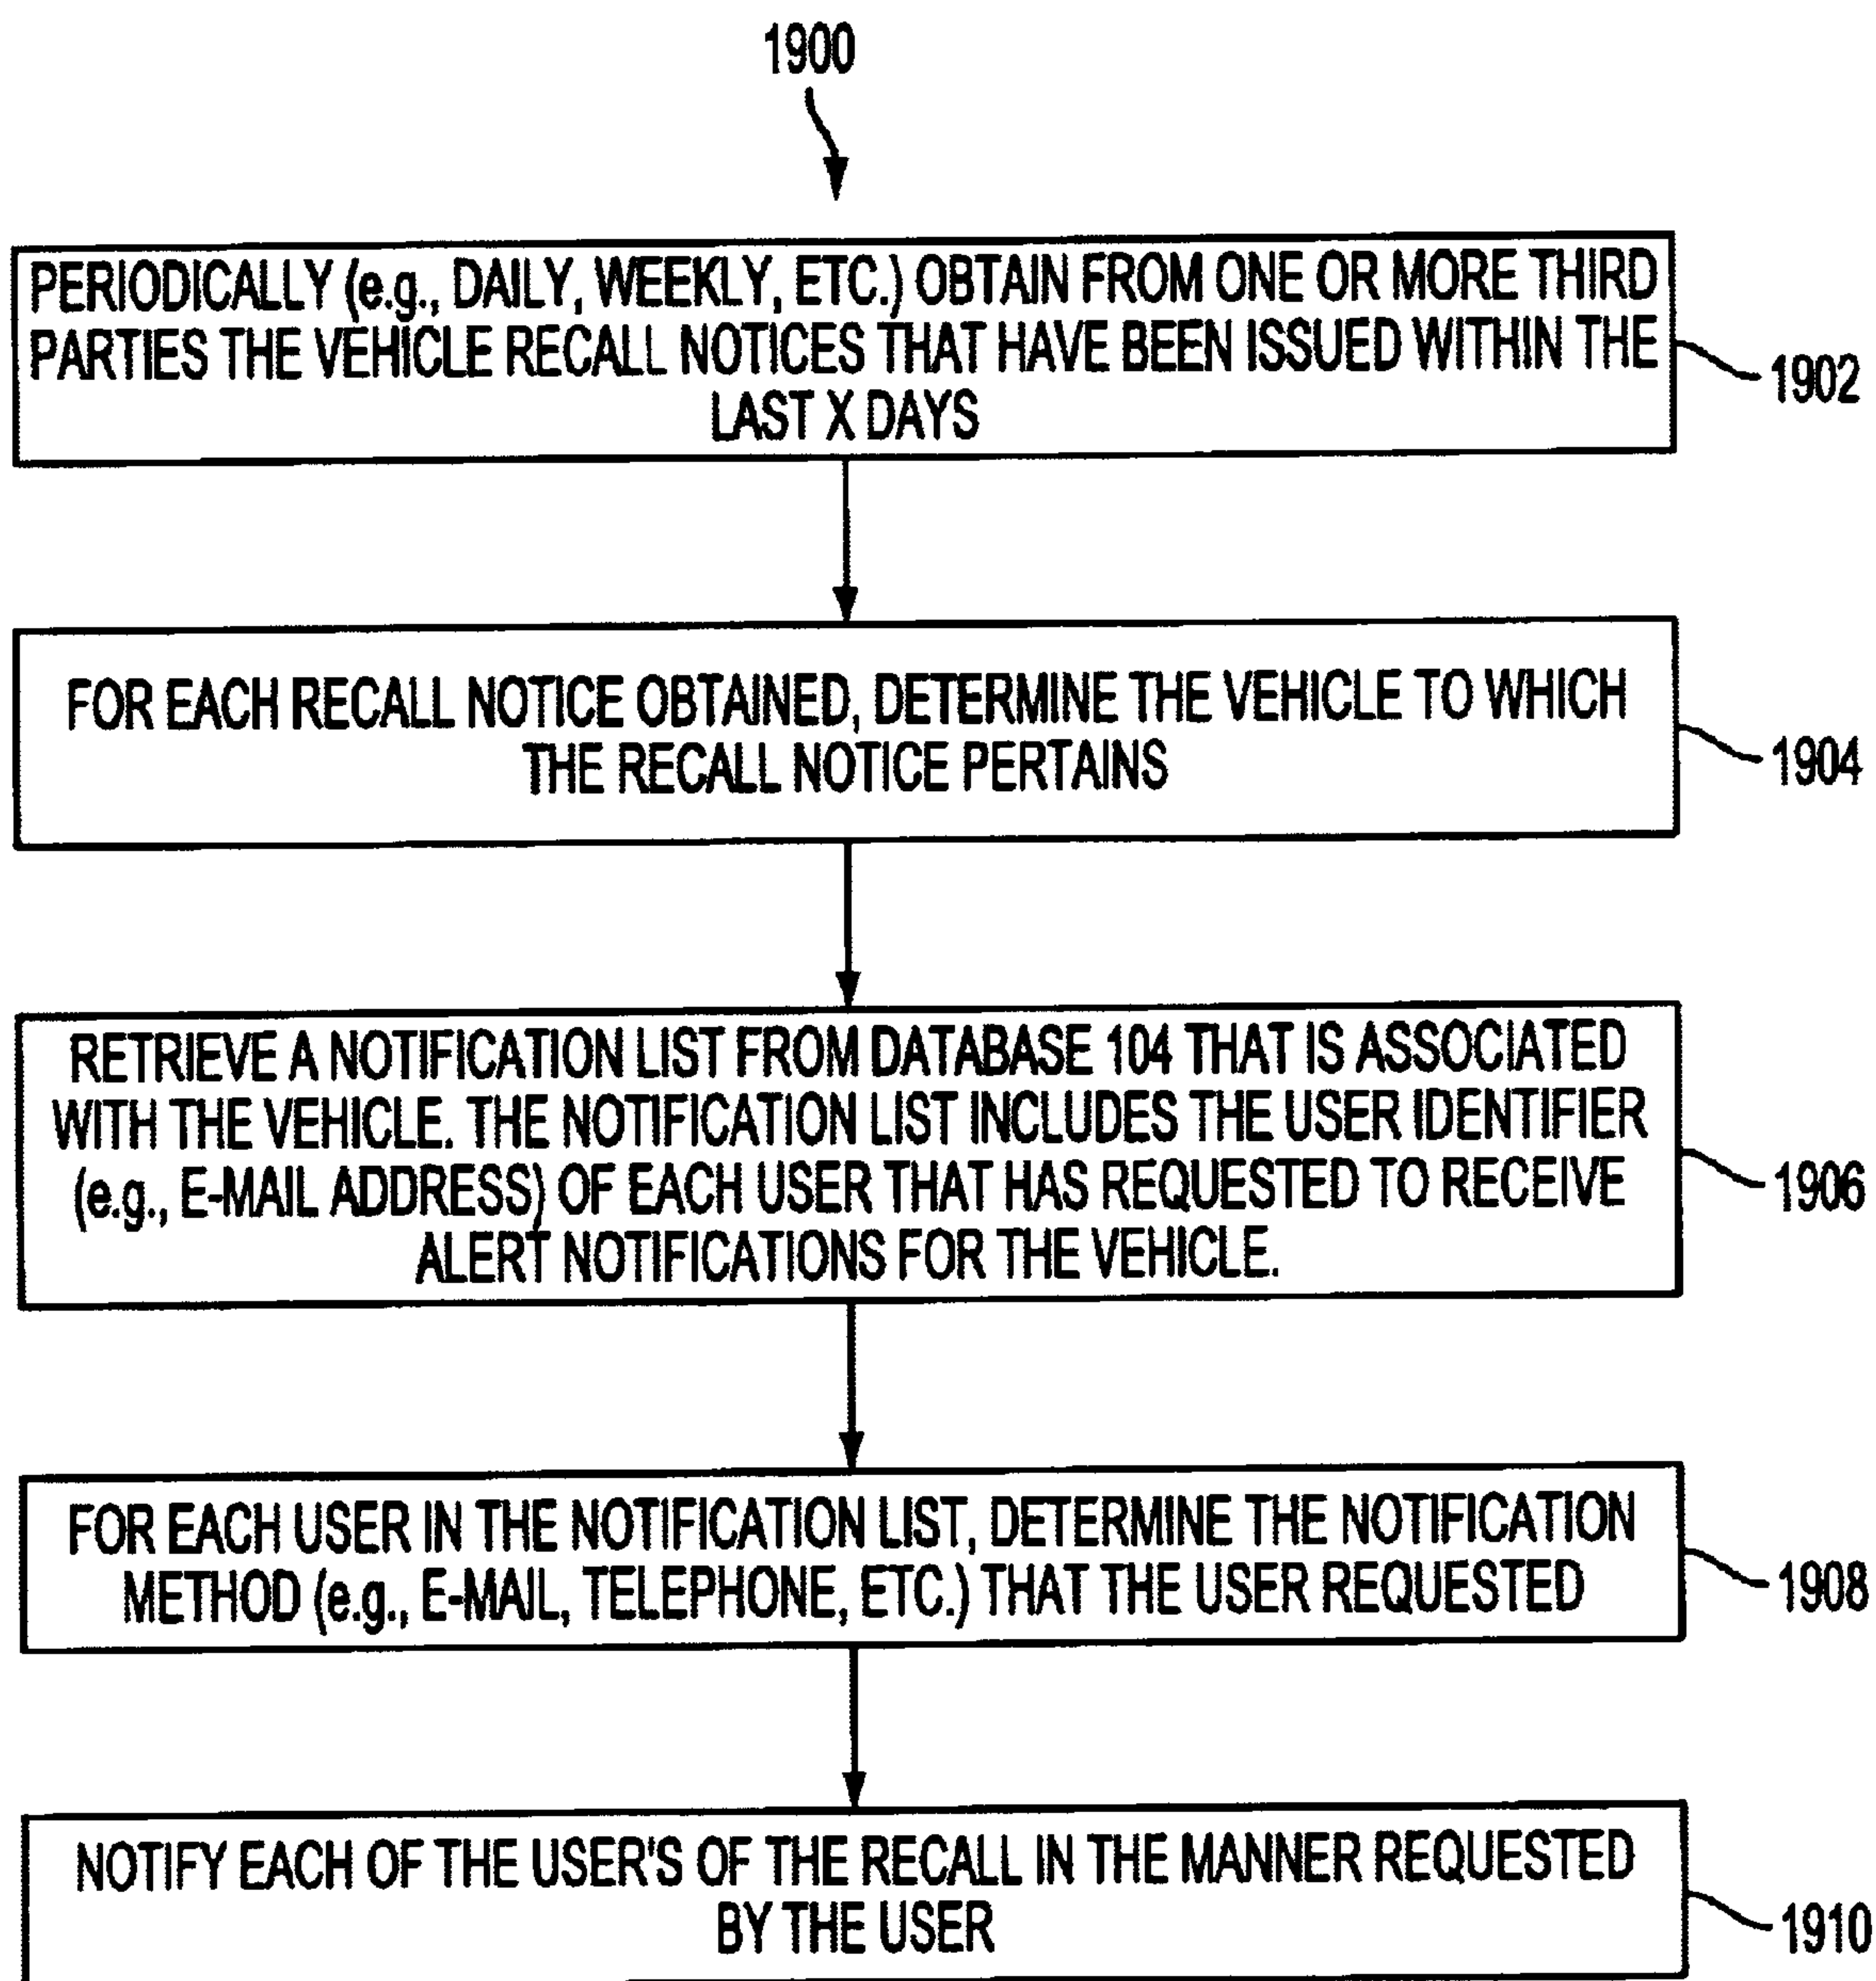 1900
PERIODICALLY (e.g., DAILY, WEEKLY, ETC.) OBTAIN FROM ONE OR MORE THIRD
PARTIES THE VEHICLE RECALL NOTICES THAT HAVE BEEN ISSUED WITHIN THE
LAST X DAYS
1902
FOR EACH RECALL NOTICE OBTAINED, DETERMINE THE VEHICLE TO WHICH
THE RECALL NOTICE PERTAINS
1904
RETRIEVE A NOTIFICATION LIST FROM DATABASE 104 THAT IS ASSOCIATED
WITH THE VEHICLE. THE NOTIFICATION LIST INCLUDES THE USER IDENTIFIER
(e.g., E-MAIL ADDRESS) OF EACH USER THAT HAS REQUESTED TO RECEIVE
ALERT NOTIFICATIONS FOR THE VEHICLE.
1906
FOR EACH USER IN THE NOTIFICATION LIST, DETERMINE THE NOTIFICATION
METHOD (e.g., E-MAIL, TELEPHONE, ETC.) THAT THE USER REQUESTED
1908
NOTIFY EACH OF THE USER'S OF THE RECALL IN THE MANNER REQUESTED
BY THE USER
1910